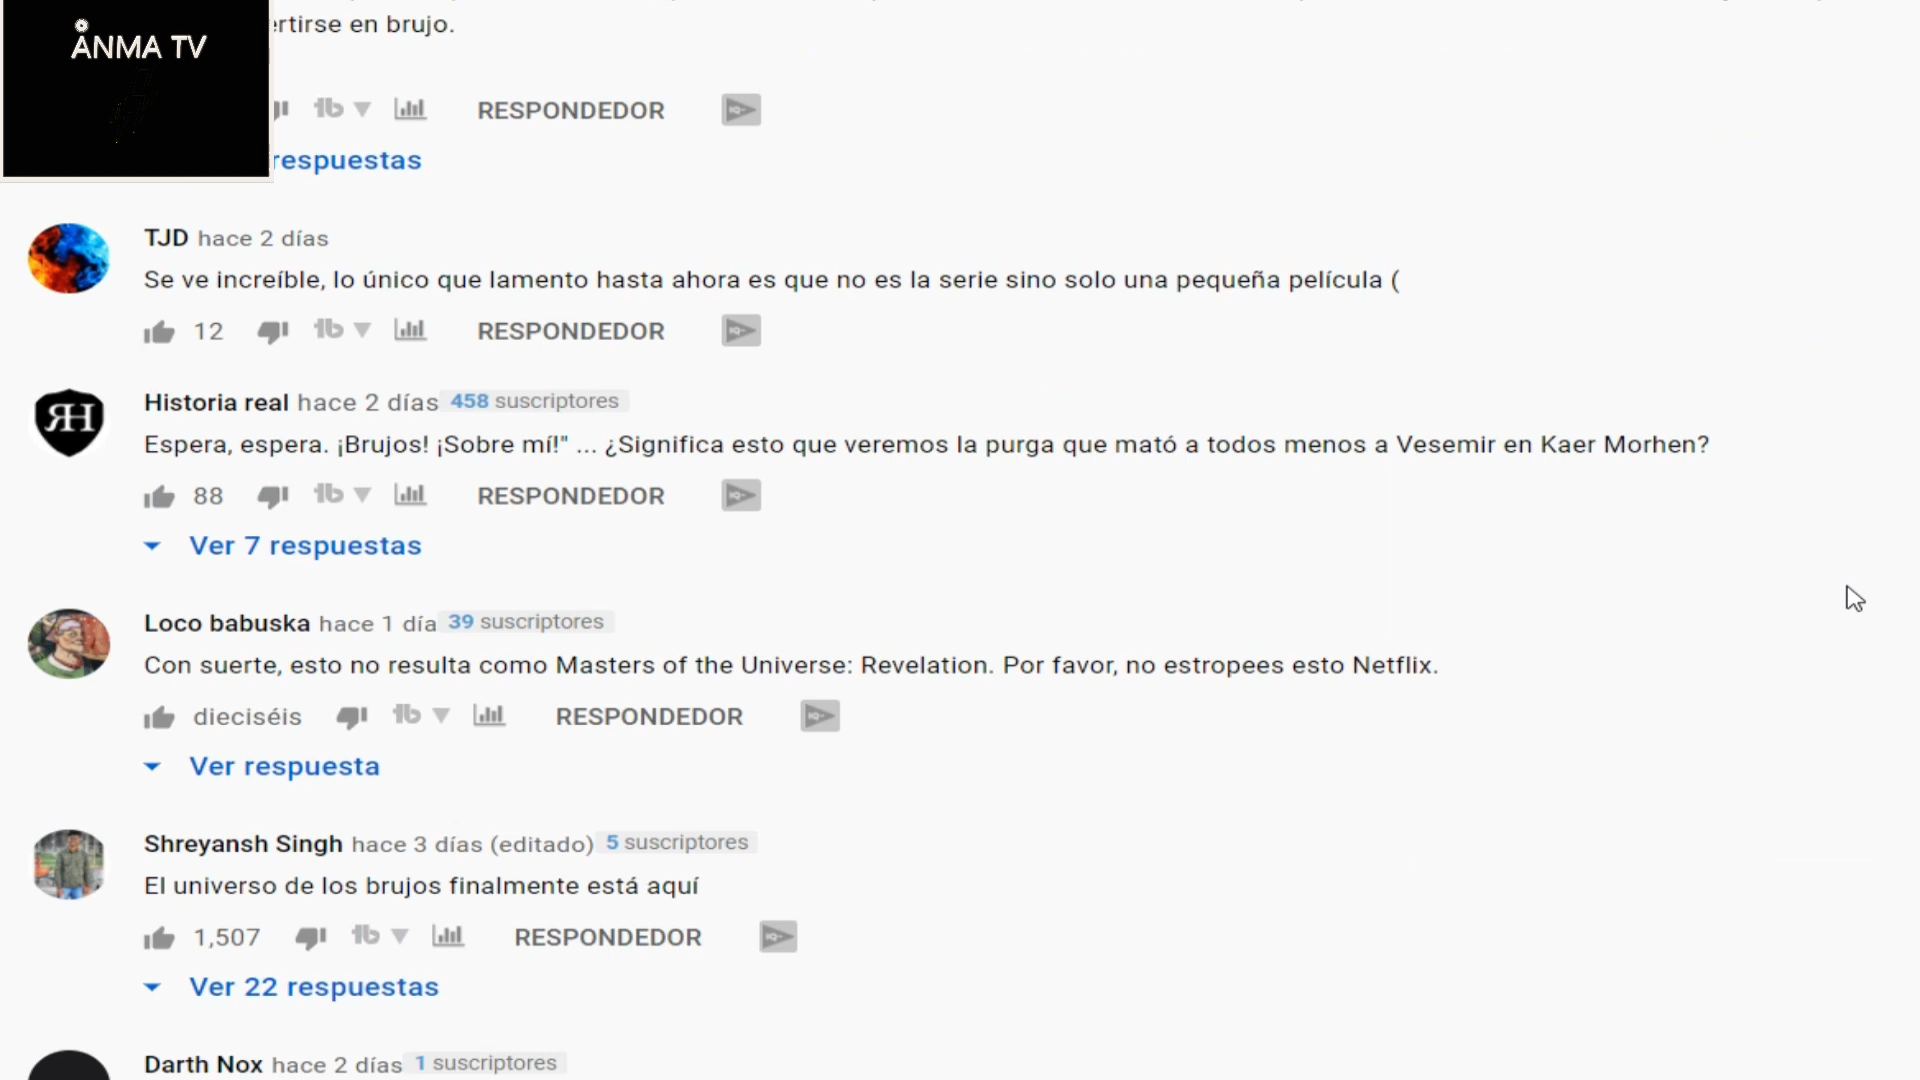 ÅNMA TV
ertirse en brujo.
RESPONDEDOR
respuestas
TJD hace 2 días
Se ve increíble, lo único que lamento hasta ahora es que no es la serie sino solo una pequeña película (
12 RESPONDEDOR
Historia real hace 2 días 458 suscriptores
Espera, espera. ¡Brujos! ¡Sobre mí!" ... ¿Significa esto que veremos la purga que mató a todos menos a Vesemir en Kaer Morhen?
88 RESPONDEDOR
Ver 7 respuestas
Loco babuska hace 1 día 39 suscriptores
Con suerte, esto no resulta como Masters of the Universe: Revelation. Por favor, no estropees esto Netflix.
dieciséis RESPONDEDOR
Ver respuesta
Shreyansh Singh hace 3 días (editado) 5 suscriptores
El universo de los brujos finalmente está aquí
1,507 RESPONDEDOR
Ver 22 respuestas
Darth Nox hace 2 días 1 suscriptores